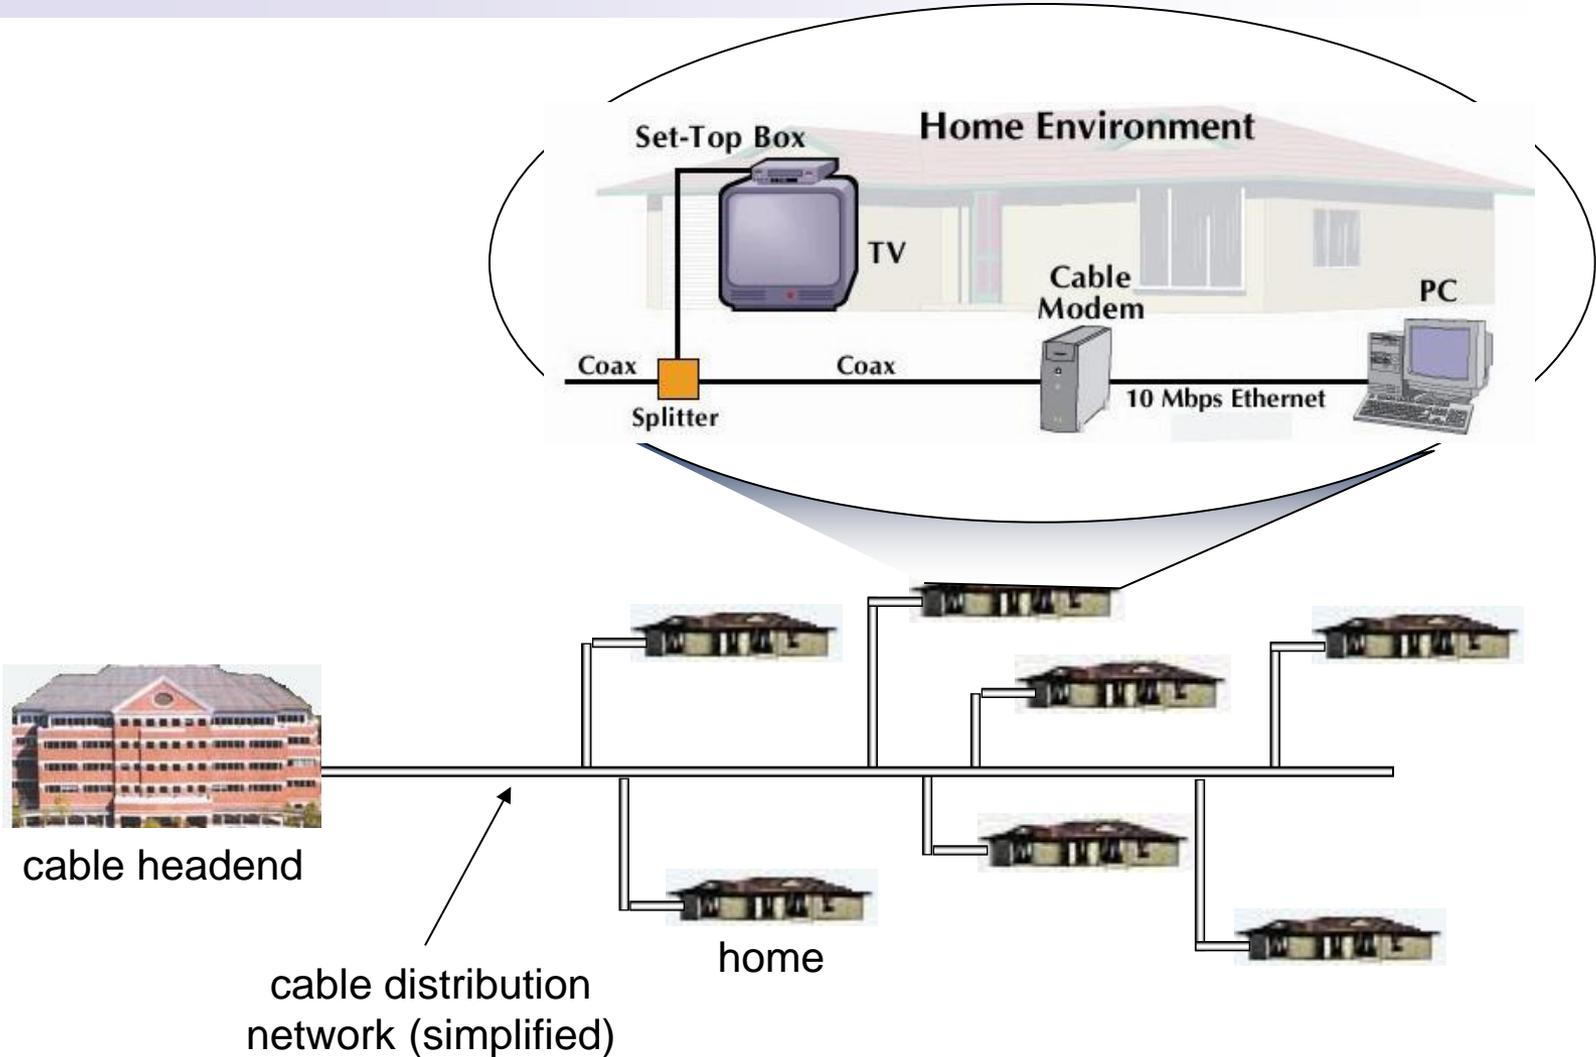 Home Environment
Set-Top Box
TV
Cable
Modem
PC
Coax
Coax
10 Mbps Ethernet
Splitter
cable headend
home
cable distribution
network (simplified)